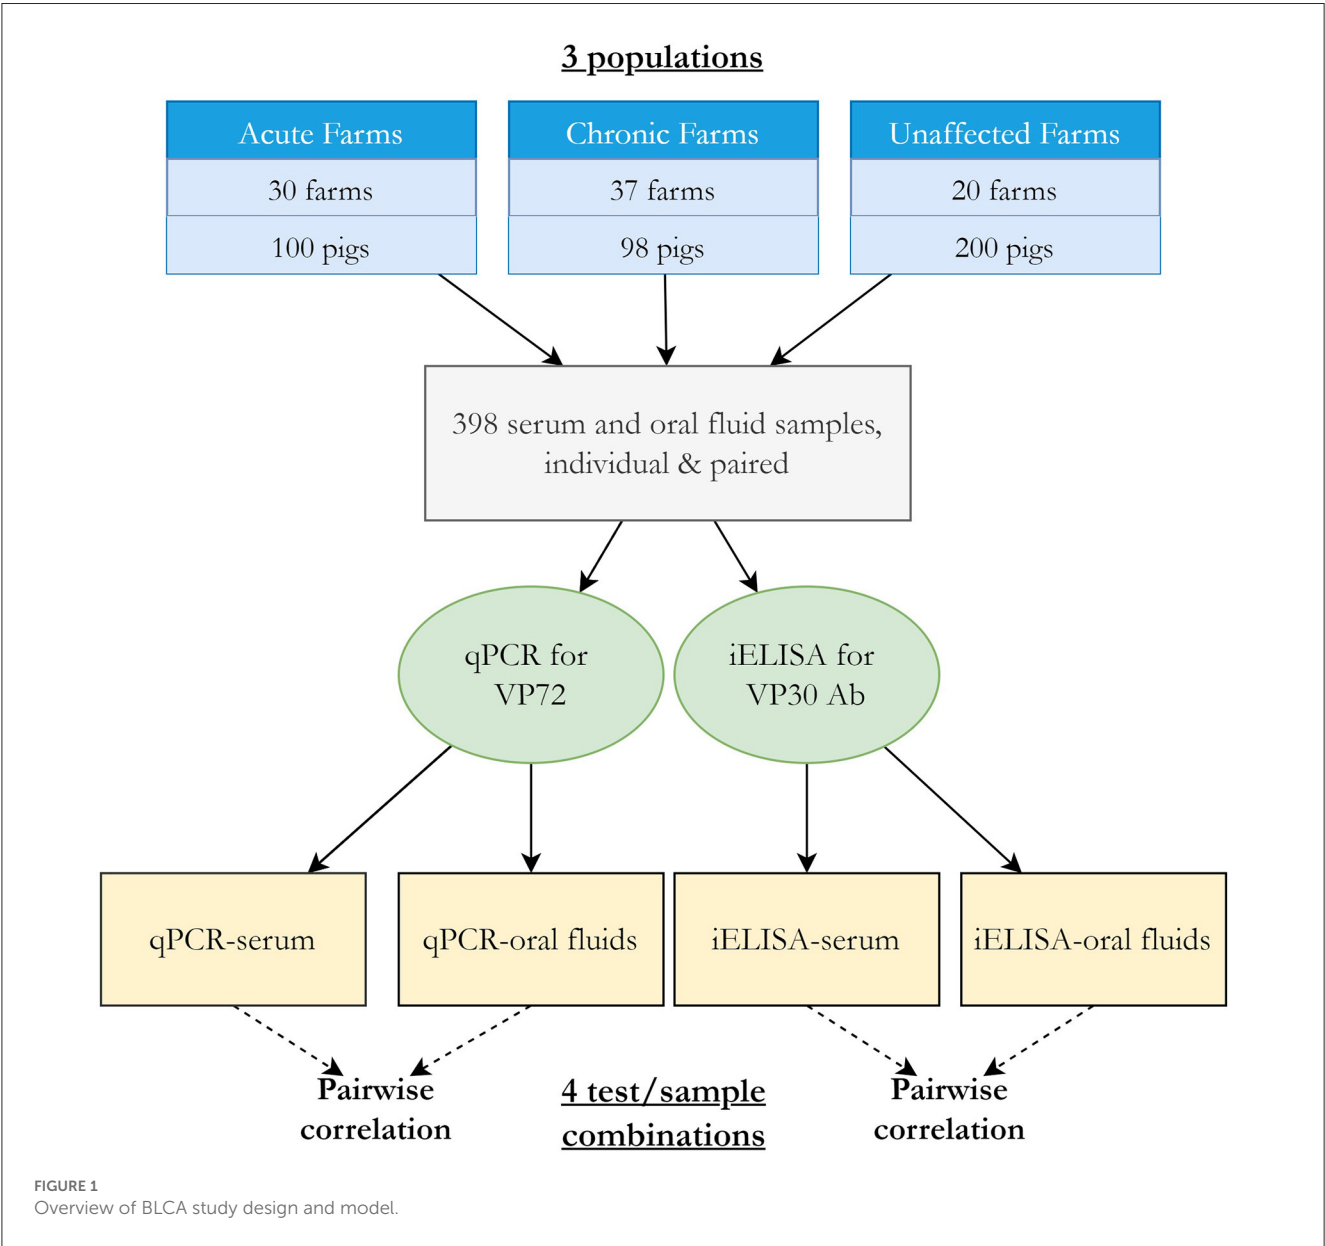 3 populations
Acute Farms
30 farms
100 pigs
Chronic Farms
37 farms
98 pigs
Unaffected Farms
20 farms
200 pigs
398 serum and oral fluid samples,
individual & paired
qPCR for
VP72
iELISA for
VP30 Ab
qPCR-serum
qPCR-oral fluids
iELISA-serum
iELISA-oral fluids
Pairwise
correlation
4 test/sample
combinations
Pairwise
correlation
FIGURE 1
Overview of BLCA study design and model.